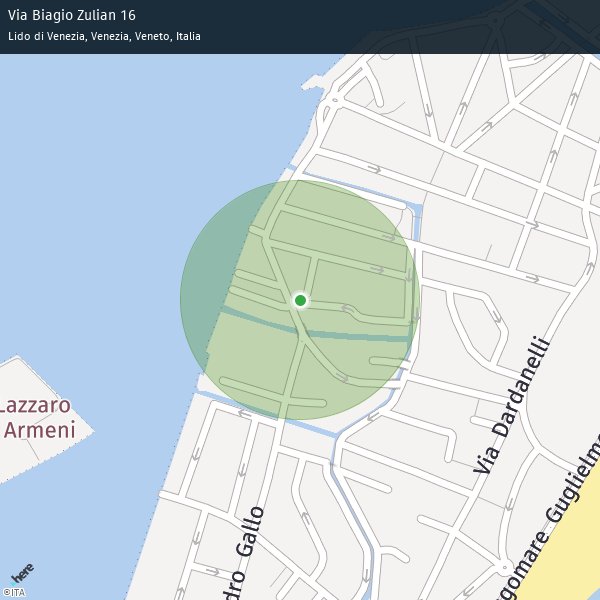 Via Biagio Zulian 16
Lido di Venezia, Venezia, Veneto, Italia
Via Dardanelli
Lazzaro
Armeni
gomare Guglielmo
dro Gallo
here
©ITA